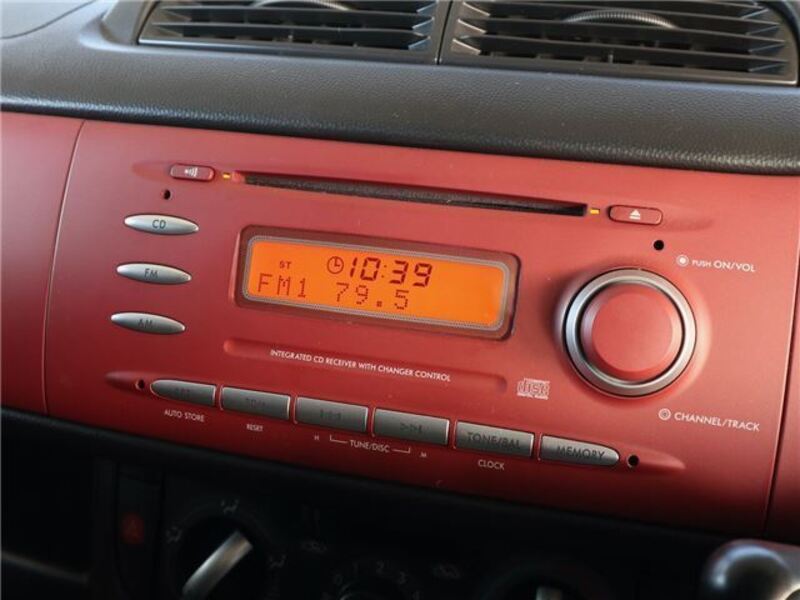 CD
FM
AM
ST 10:39
FM1 79.5
PUSH ON/VOL
INTEGRATED CD RECEIVER WITH CHANGER CONTROL
disc
CHANNEL/TRACK
TONE/BAL
MEMORY
AUTO STORE
RESET
H TUNE/DISC M
CLOCK